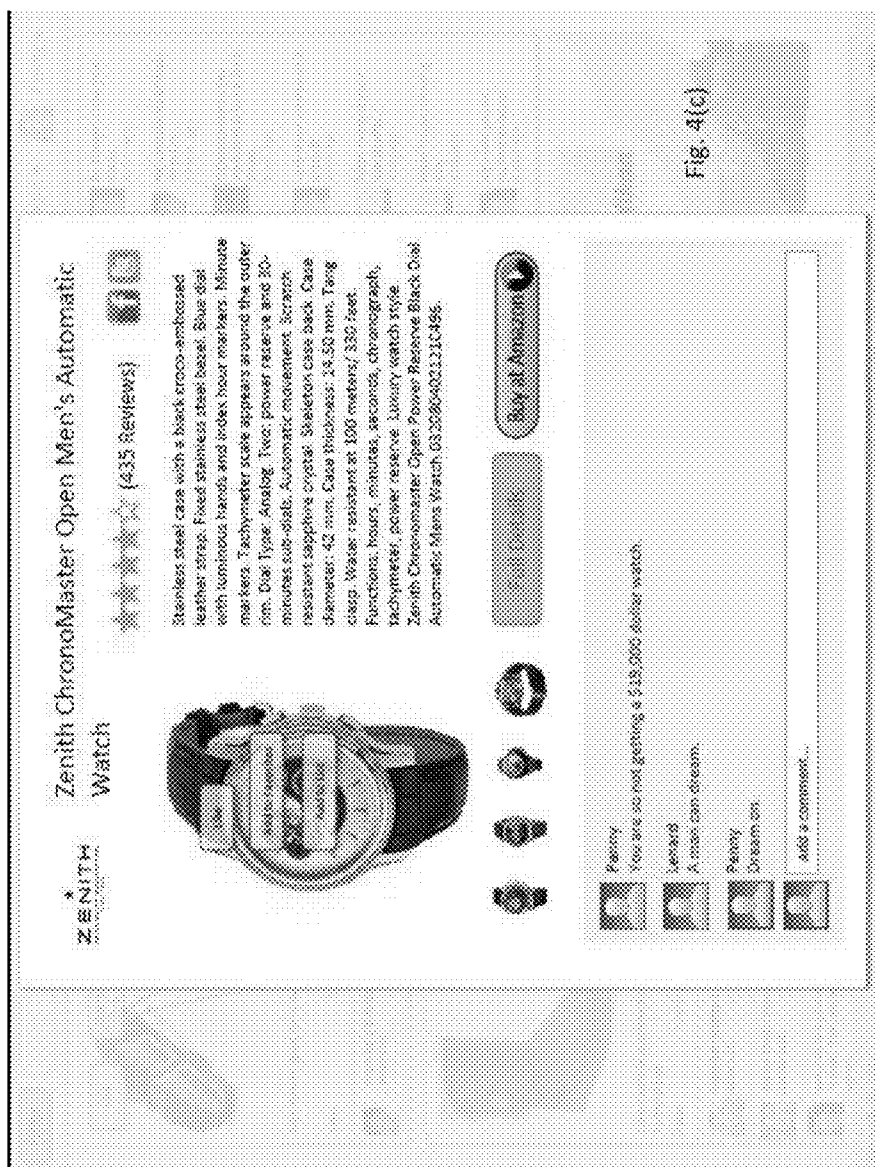 ZENITH
Zenith ChronoMaster Open Men's Automatic
Watch
(435 Reviews)
Stainless steel case with a black croco-embossed
leather strap. Fixed stainless steel bezel. Blue dial
with luminous hands and index hour markers. Minute
markers. Tachymeter scale appears around the outer
rim. Dial Type: Analog. Two: power reserve and 30-
minutes sub-dials. Automatic movement. Scratch
resistant sapphire crystal. Skeleton case back. Case
diameter: 42 mm. Case thickness: 14.50 mm. Tang
clasp. Water resistant at 100 meters/ 330 feet.
Functions: hours, minutes, seconds, chronograph,
tachymeter, power reserve. Luxury watch style.
Zenith Chronomaster Open Power Reserve Black Dial
Automatic Mens Watch
Buy at Amazon
Penny
You are so not getting a $19,000 dollar watch.
Lenard
A man can dream.
Penny
Dream on.
Add a comment...
Fig. 4(c)